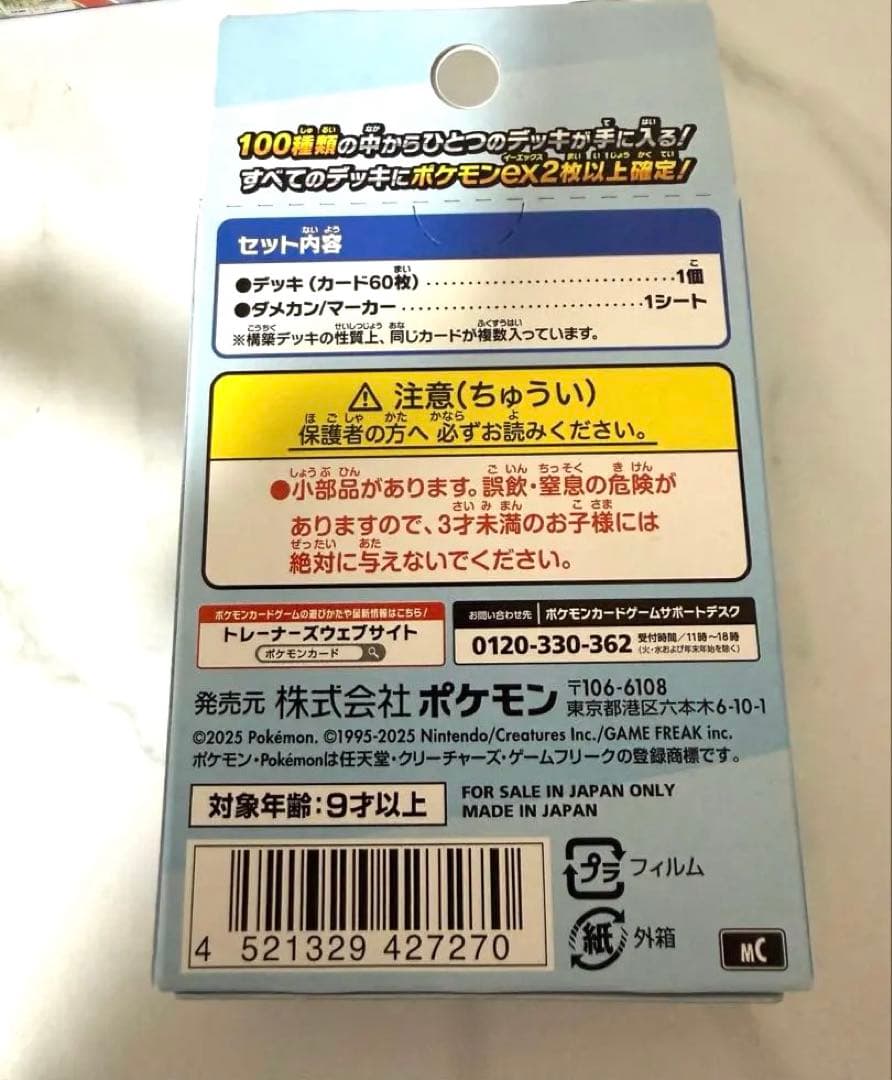 100種類の中からひとつのデッキが手に入る!
すべてのデッキにポケモンex2枚以上確定!
セット内容
●デッキ(カード60枚)…………………………1個
●ダメカン/マーカー…………………………1シート
※構築デッキの性質上、同じカードが複数入っています。
⚠ 注意(ちゅうい)
保護者の方へ 必ずお読みください。
●小部品があります。誤飲・窒息の危険が
ありますので、3才未満のお子様には
絶対に与えないでください。
ポケモンカードゲームの遊びかたや最新情報はこちら!
トレーナーズウェブサイト
ポケモンカード
お問い合わせ先 ポケモンカードゲームサポートデスク
0120-330-362 受付時間/11時~18時
(火・水および年末年始を除く)
発売元 株式会社 ポケモン 〒106-6108
東京都港区六本木6-10-1
©2025 Pokémon. ©1995-2025 Nintendo/Creatures Inc./GAME FREAK inc.
ポケモン・Pokémonは任天堂・クリーチャーズ・ゲームフリークの登録商標です。
対象年齢:9才以上
FOR SALE IN JAPAN ONLY
MADE IN JAPAN
プラ フィルム
紙 外箱
4 521329 427270
MC